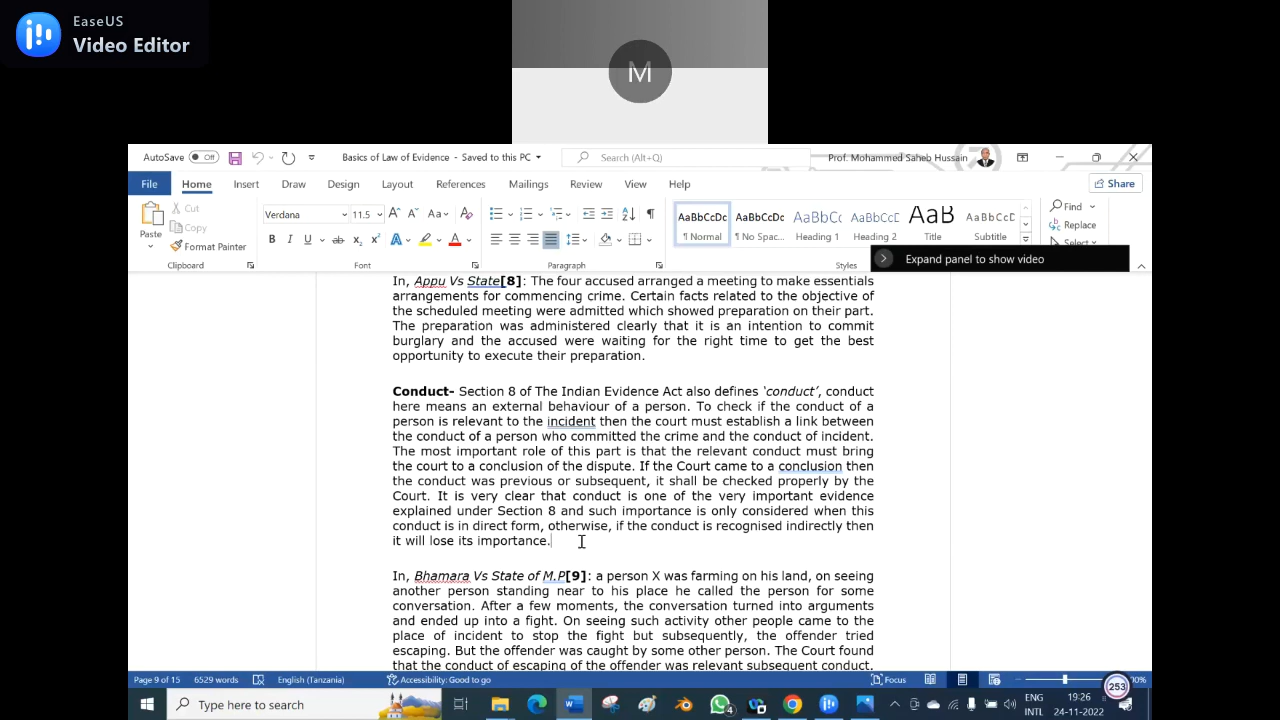 EaseUS
Video Editor
M
AutoSave Off
Basics of Law of Evidence - Saved to this PC
Search (Alt+Q)
Prof. Mohammed Saheb Hussain
File Home Insert Draw Design Layout References Mailings Review View Help
Share
Paste
Cut
Copy
Format Painter
Clipboard
Verdana
11.5
Font
Paragraph
AaBbCcDc AaBbCcDc AaBbCc AaBbCcD AaB AaBbCcD
¶ Normal ¶ No Spac... Heading 1 Heading 2 Title Subtitle
Styles
Find
Replace
Select
Expand panel to show video
In, Appu Vs State[8]: The four accused arranged a meeting to make essentials
arrangements for commencing crime. Certain facts related to the objective of
the scheduled meeting were admitted which showed preparation on their part.
The preparation was administered clearly that it is an intention to commit
burglary and the accused were waiting for the right time to get the best
opportunity to execute their preparation.
Conduct- Section 8 of The Indian Evidence Act also defines ‘conduct’, conduct
here means an external behaviour of a person. To check if the conduct of a
person is relevant to the incident then the court must establish a link between
the conduct of a person who committed the crime and the conduct of incident.
The most important role of this part is that the relevant conduct must bring
the court to a conclusion of the dispute. If the Court came to a conclusion then
the conduct was previous or subsequent, it shall be checked properly by the
Court. It is very clear that conduct is one of the very important evidence
explained under Section 8 and such importance is only considered when this
conduct is in direct form, otherwise, if the conduct is recognised indirectly then
it will lose its importance.
In, Bhamara Vs State of M.P[9]: a person X was farming on his land, on seeing
another person standing near to his place he called the person for some
conversation. After a few moments, the conversation turned into arguments
and ended up into a fight. On seeing such activity other people came to the
place of incident to stop the fight but subsequently, the offender tried
escaping. But the offender was caught by some other person. The Court found
that the conduct of escaping of the offender was relevant subsequent conduct.
Page 9 of 15 6529 words English (Tanzania) Accessibility: Good to go Focus
253
Type here to search
4
ENG
INTL
19:26
24-11-2022